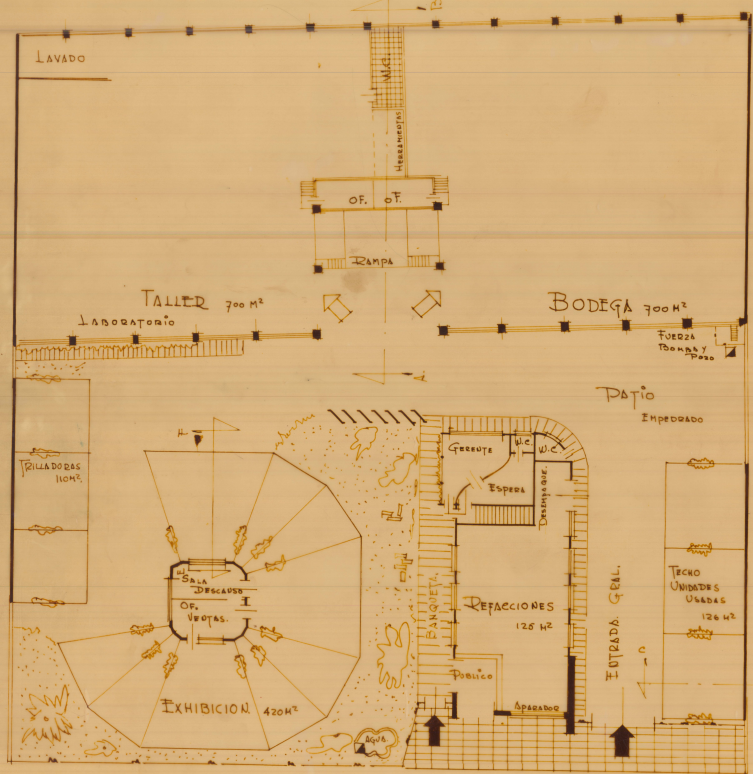 LAVADO
W.C.
HERRAMIENTAS
OF. OF.
RAMPA
TALLER 700 M²
LABORATORIO
BODEGA 700 M²
FUERZA
BOMBA Y
POZO
PATIO
EMPEDRADO
TRILLADORAS
110 M²
GERENTE
W.C.
W.C.
ESPERA
DESEMPAQUE
SALA
DESCANSO
OF.
VENTAS.
REFACCIONES
126 M²
BANQUETA
PUBLICO
APARADOR
ENTRADA GRAL.
TECHO
UNIDADES
USADAS
126 M²
C
EXHIBICION 420 M²
AGUA